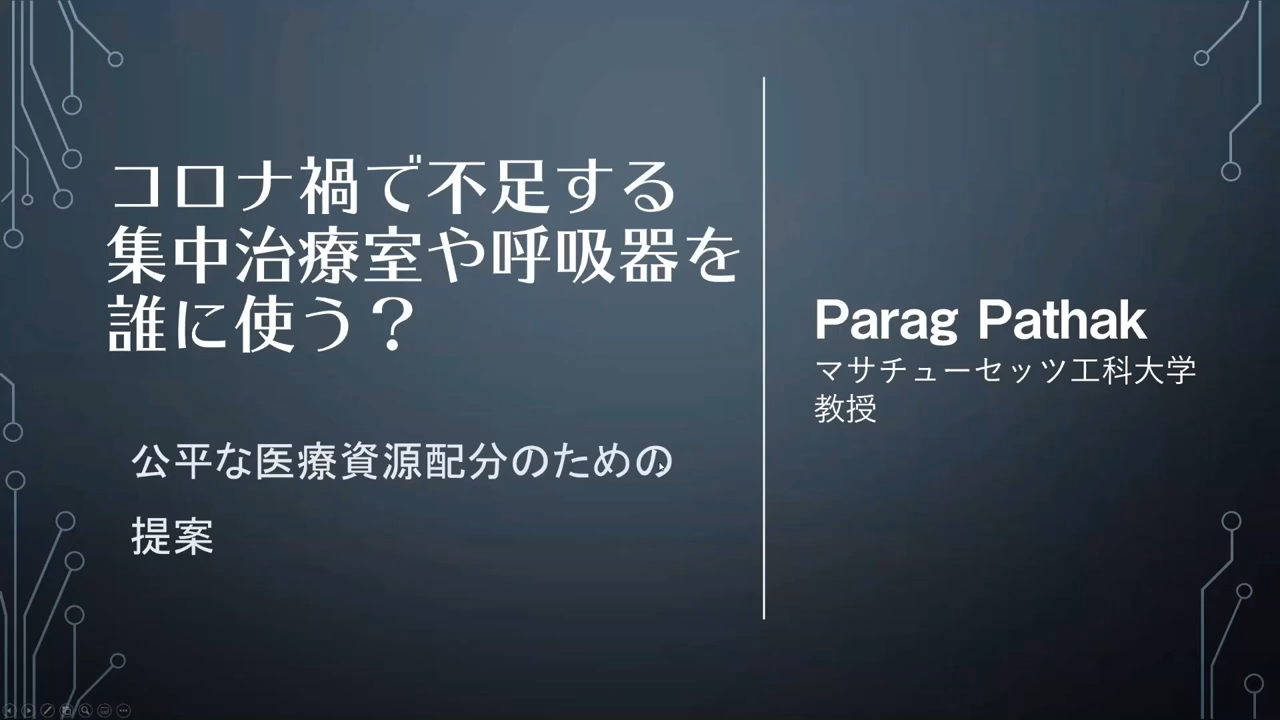 コロナ禍で不足する
集中治療室や呼吸器を
誰に使う？
公平な医療資源配分のための
提案
Parag Pathak
マサチューセッツ工科大学
教授